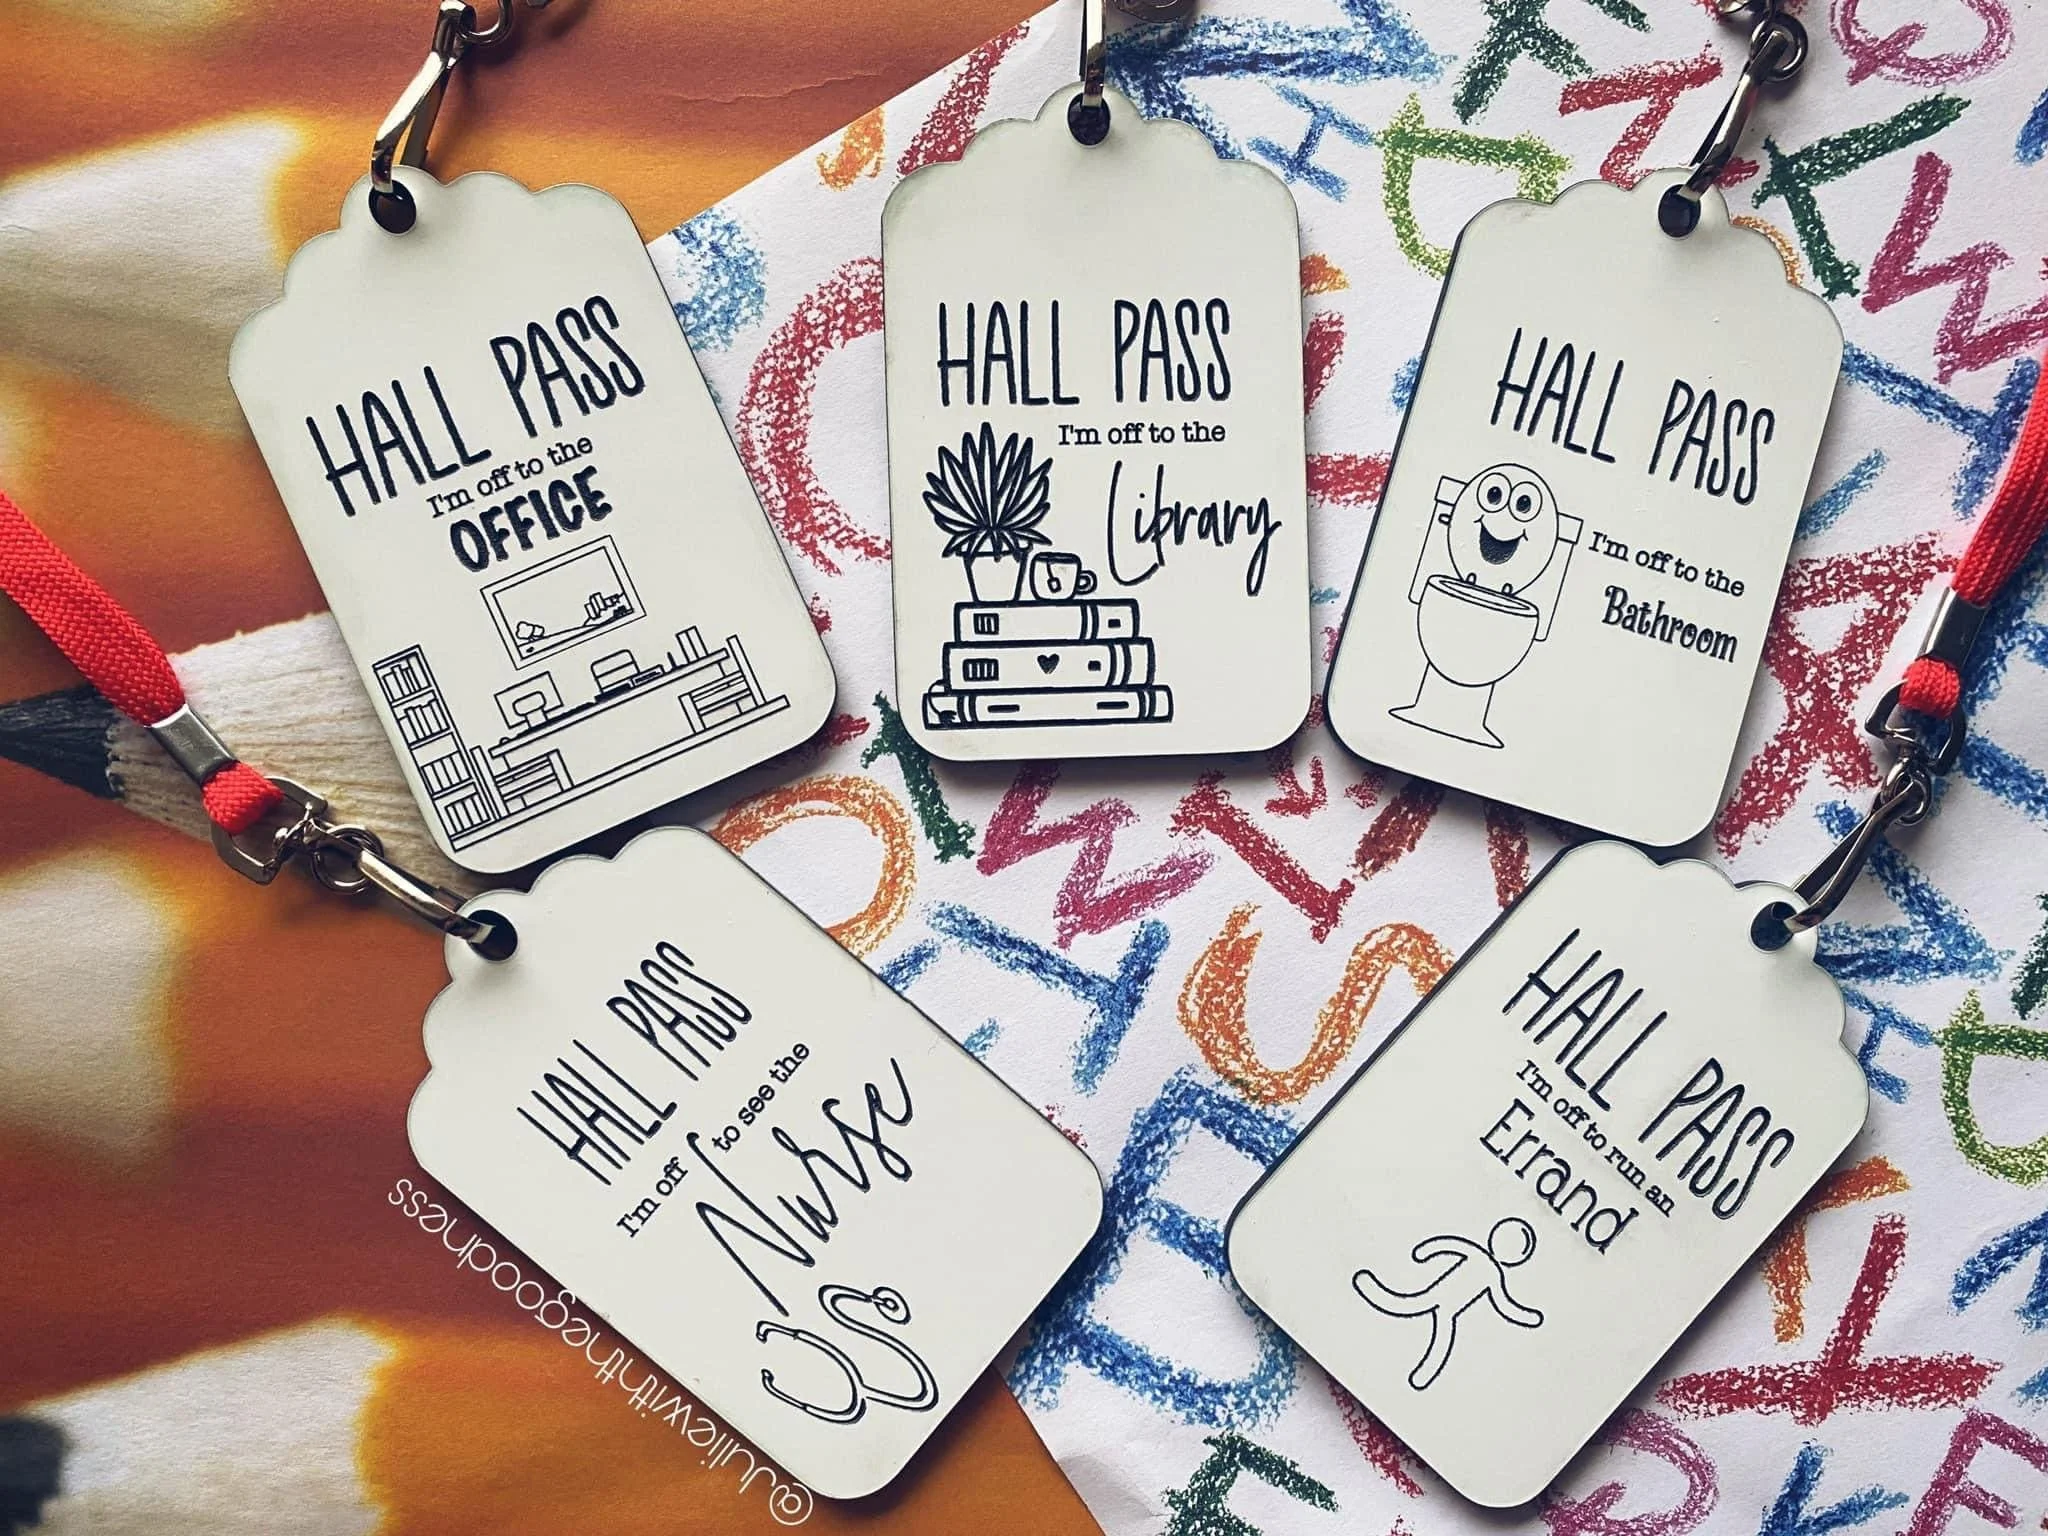 HALL PASS
I'm off to the
OFFICE
HALL PASS
I'm off to the
Library
HALL PASS
I'm off to the
Bathroom
HALL PASS
I'm off to see the
Nurse
HALL PASS
I'm off to run an
Errand
@Juliewiththegoodness